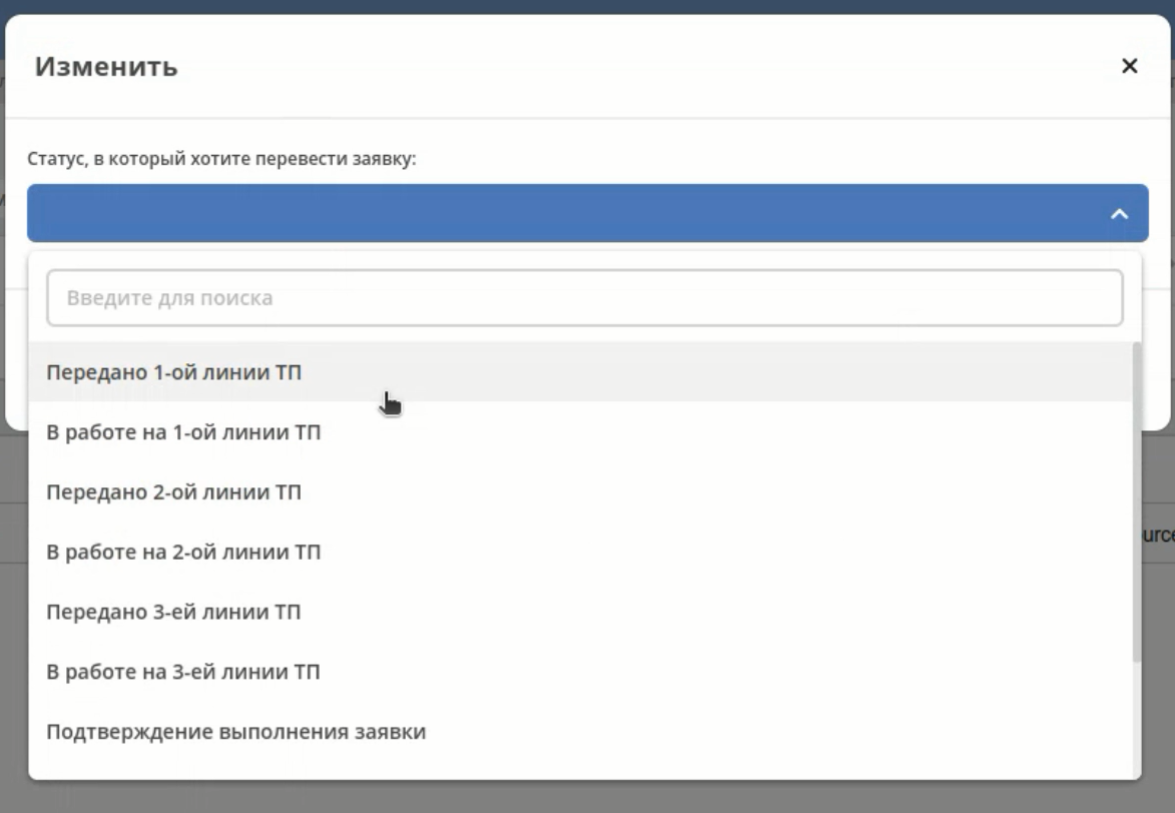 Изменить
Статус, в который хотите перевести заявку:
Введите для поиска
Передано 1-ой линии ТП
В работе на 1-ой линии ТП
Передано 2-ой линии ТП
В работе на 2-ой линии ТП
Передано 3-ей линии ТП
В работе на 3-ей линии ТП
Подтверждение выполнения заявки